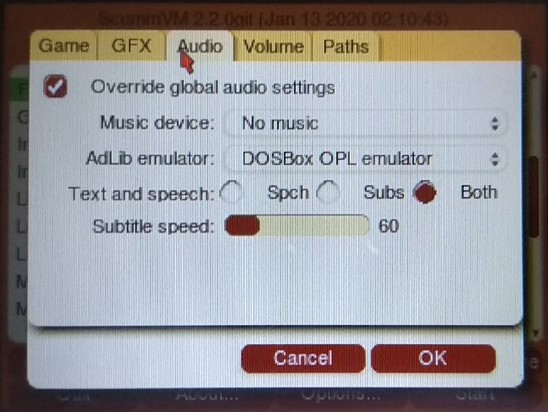 ScummVM 2.2.0git (Jan 13 2020 02:10:43)
Game GFX Audio Volume Paths
Override global audio settings
Music device: No music
AdLib emulator: DOSBox OPL emulator
Text and speech: Spch Subs Both
Subtitle speed: 60
Cancel OK
Quit About... Options... Start